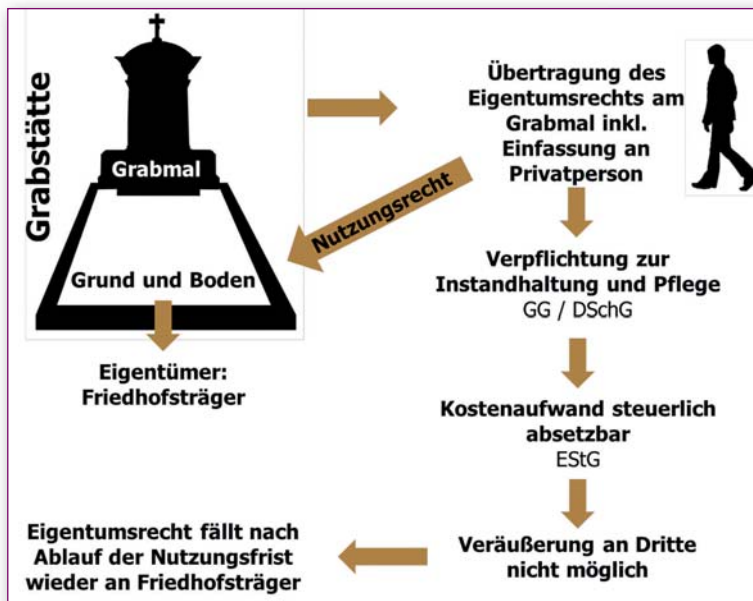 Grabstätte
Grabmal
Grund und Boden
Eigentümer:
Friedhofsträger
Nutzungsrecht
Übertragung des
Eigentumsrechts am
Grabmal inkl.
Einfassung an
Privatperson
Verpflichtung zur
Instandhaltung und Pflege
GG / DSchG
Kostenaufwand steuerlich
absetzbar
EStG
Veräußerung an Dritte
nicht möglich
Eigentumsrecht fällt nach
Ablauf der Nutzungsfrist
wieder an Friedhofsträger